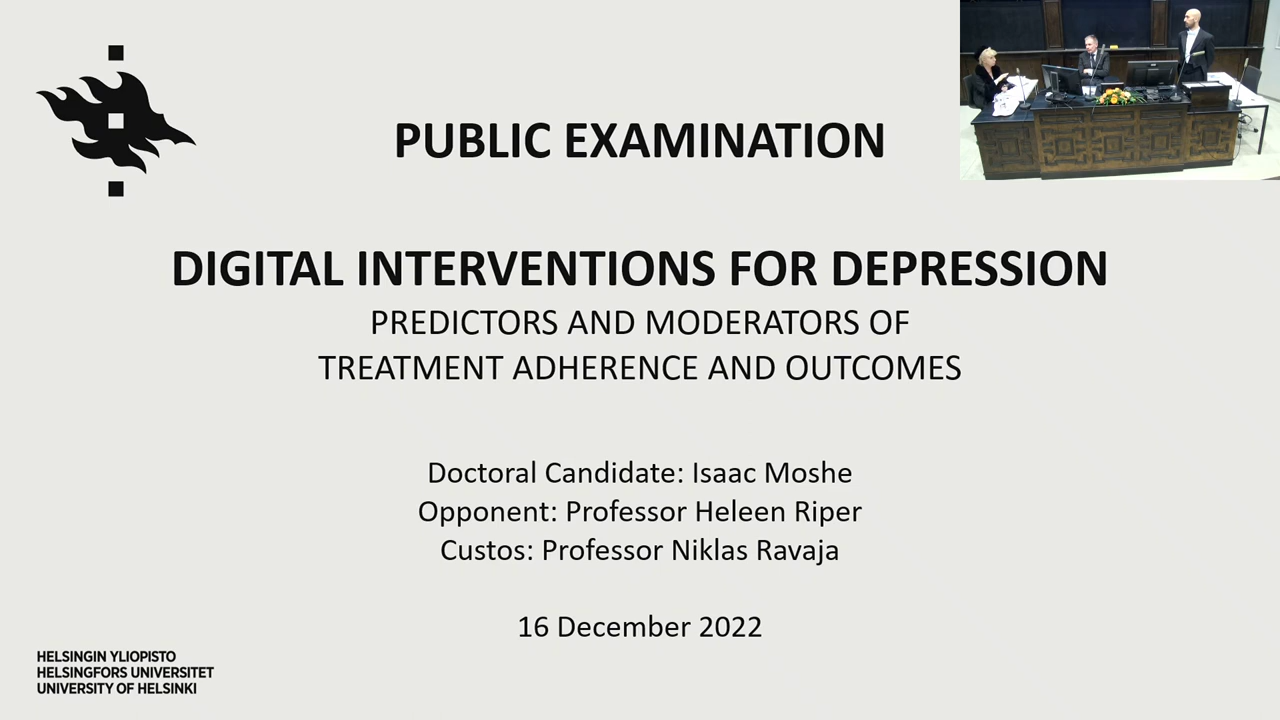 PUBLIC EXAMINATION
DIGITAL INTERVENTIONS FOR DEPRESSION
PREDICTORS AND MODERATORS OF
TREATMENT ADHERENCE AND OUTCOMES
Doctoral Candidate: Isaac Moshe
Opponent: Professor Heleen Riper
Custos: Professor Niklas Ravaja
16 December 2022
HELSINGIN YLIOPISTO
HELSINGFORS UNIVERSITET
UNIVERSITY OF HELSINKI